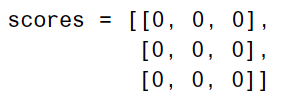 scores = [[0, 0, 0],
[0, 0, 0],
[0, 0, 0]]